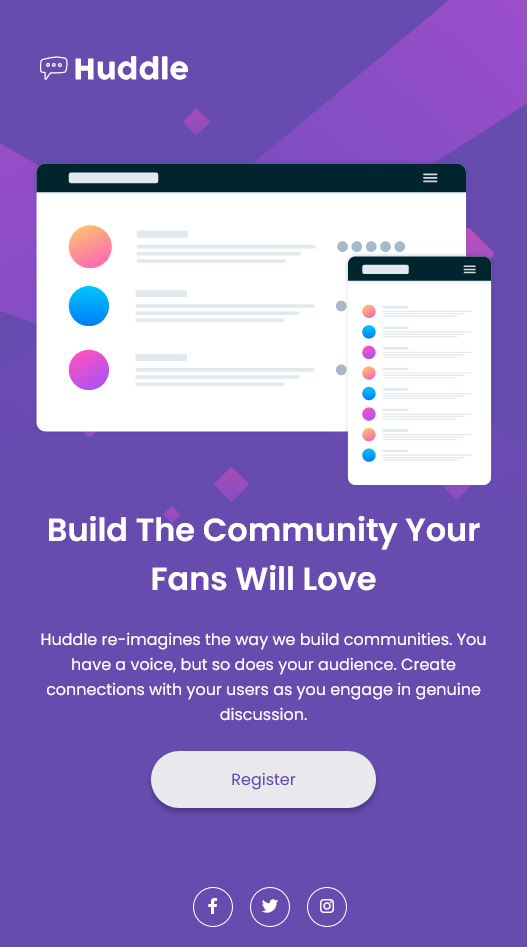 Huddle
Build The Community Your
Fans Will Love
Huddle re-imagines the way we build communities. You
have a voice, but so does your audience. Create
connections with your users as you engage in genuine
discussion.
Register